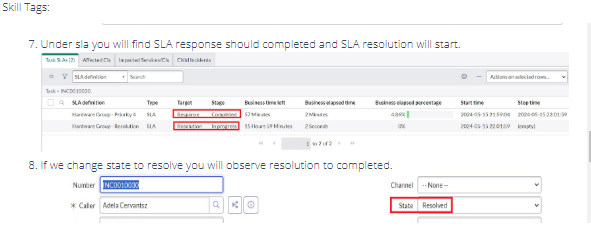 Skill Tags:
7. Under sla you will find SLA response should completed and SLA resolution will start.
Task SLAs (2) Affected CIs Impacted Services/CIs Child Incidents
SLA definition Search Actions on selected rows...
Task = INC0010030
SLA definition Type Target Stage Business time left Business elapsed time Business elapsed percentage Start time Stop time
Hardware Group - Priority 4 SLA Response Completed 57 Minutes 2 Minutes 4.86% 2024-05-15 21:59:04 2024-05-15 22:01:59
Hardware Group - Resolution SLA Resolution In progress 15 Hours 59 Minutes 2 Seconds 0% 2024-05-15 22:01:59 (empty)
1 to 2 of 2
8. If we change state to resolve you will observe resolution to completed.
Number INC0010030 Channel -- None --
* Caller Adela Cervantsz State Resolved